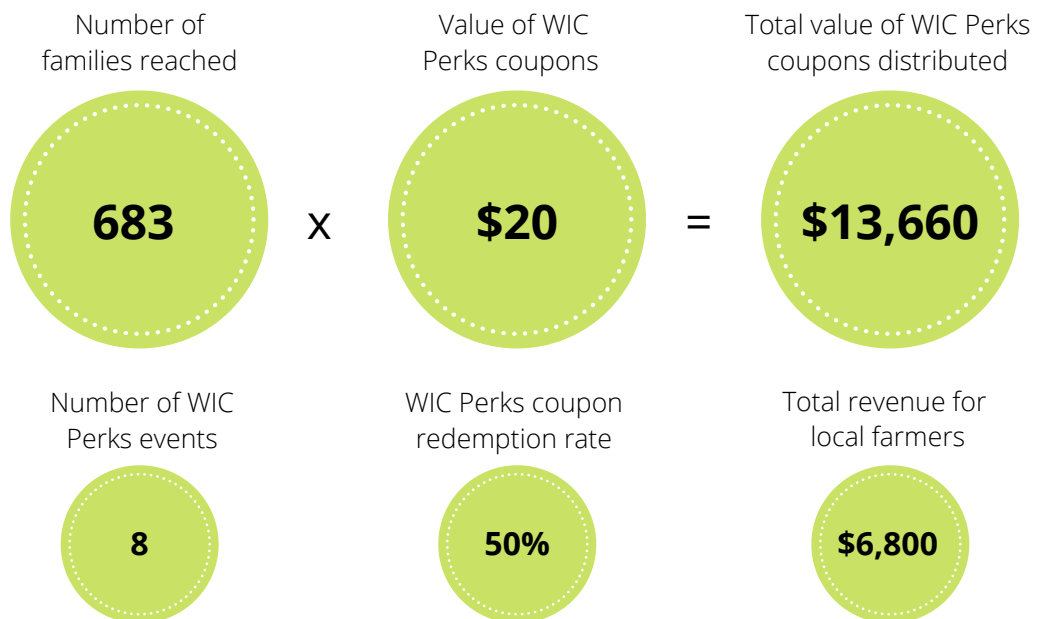 Number of
families reached
Value of WIC
Perks coupons
Total value of WIC Perks
coupons distributed
683
x
$20
=
$13,660
Number of WIC
Perks events
WIC Perks coupon
redemption rate
Total revenue for
local farmers
8
50%
$6,800